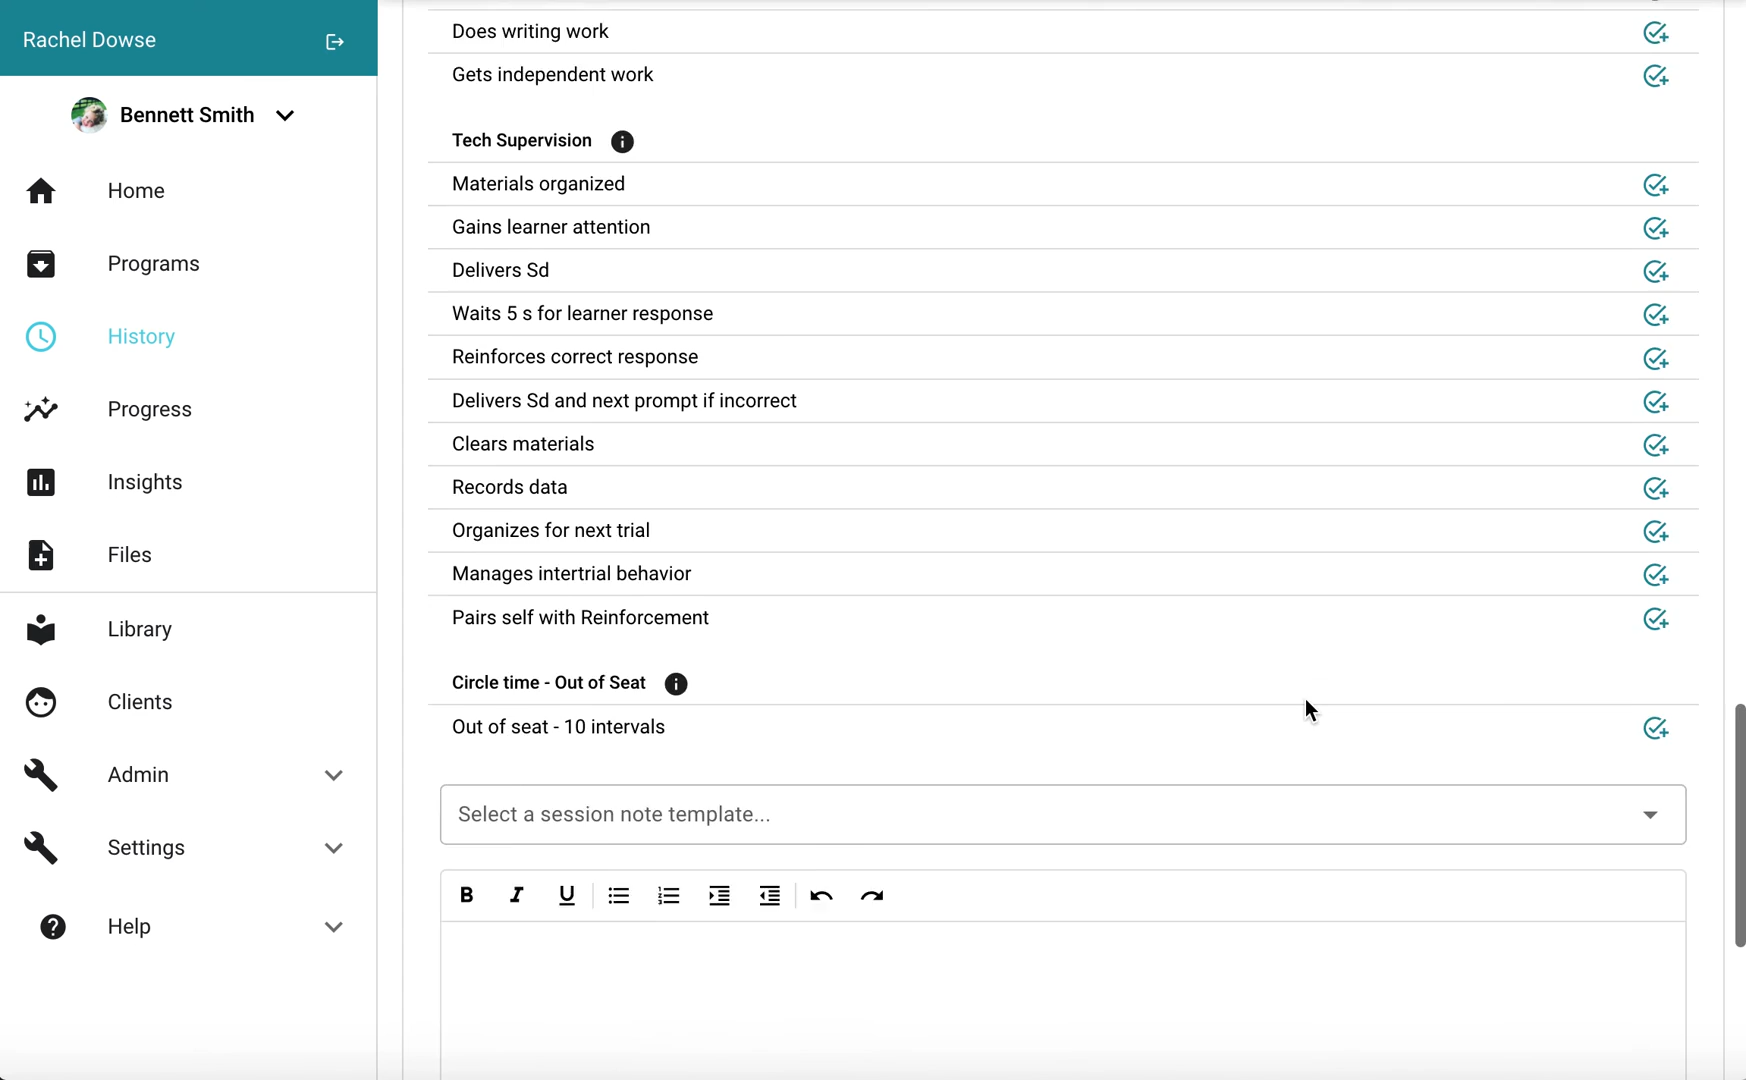 Rachel Dowse
Bennett Smith
Home
Programs
History
Progress
Insights
Files
Library
Clients
Admin
Settings
Help
Does writing work
Gets independent work
Tech Supervision
Materials organized
Gains learner attention
Delivers Sd
Waits 5 s for learner response
Reinforces correct response
Delivers Sd and next prompt if incorrect
Clears materials
Records data
Organizes for next trial
Manages intertrial behavior
Pairs self with Reinforcement
Circle time - Out of Seat
Out of seat - 10 intervals
Select a session note template...
B I U